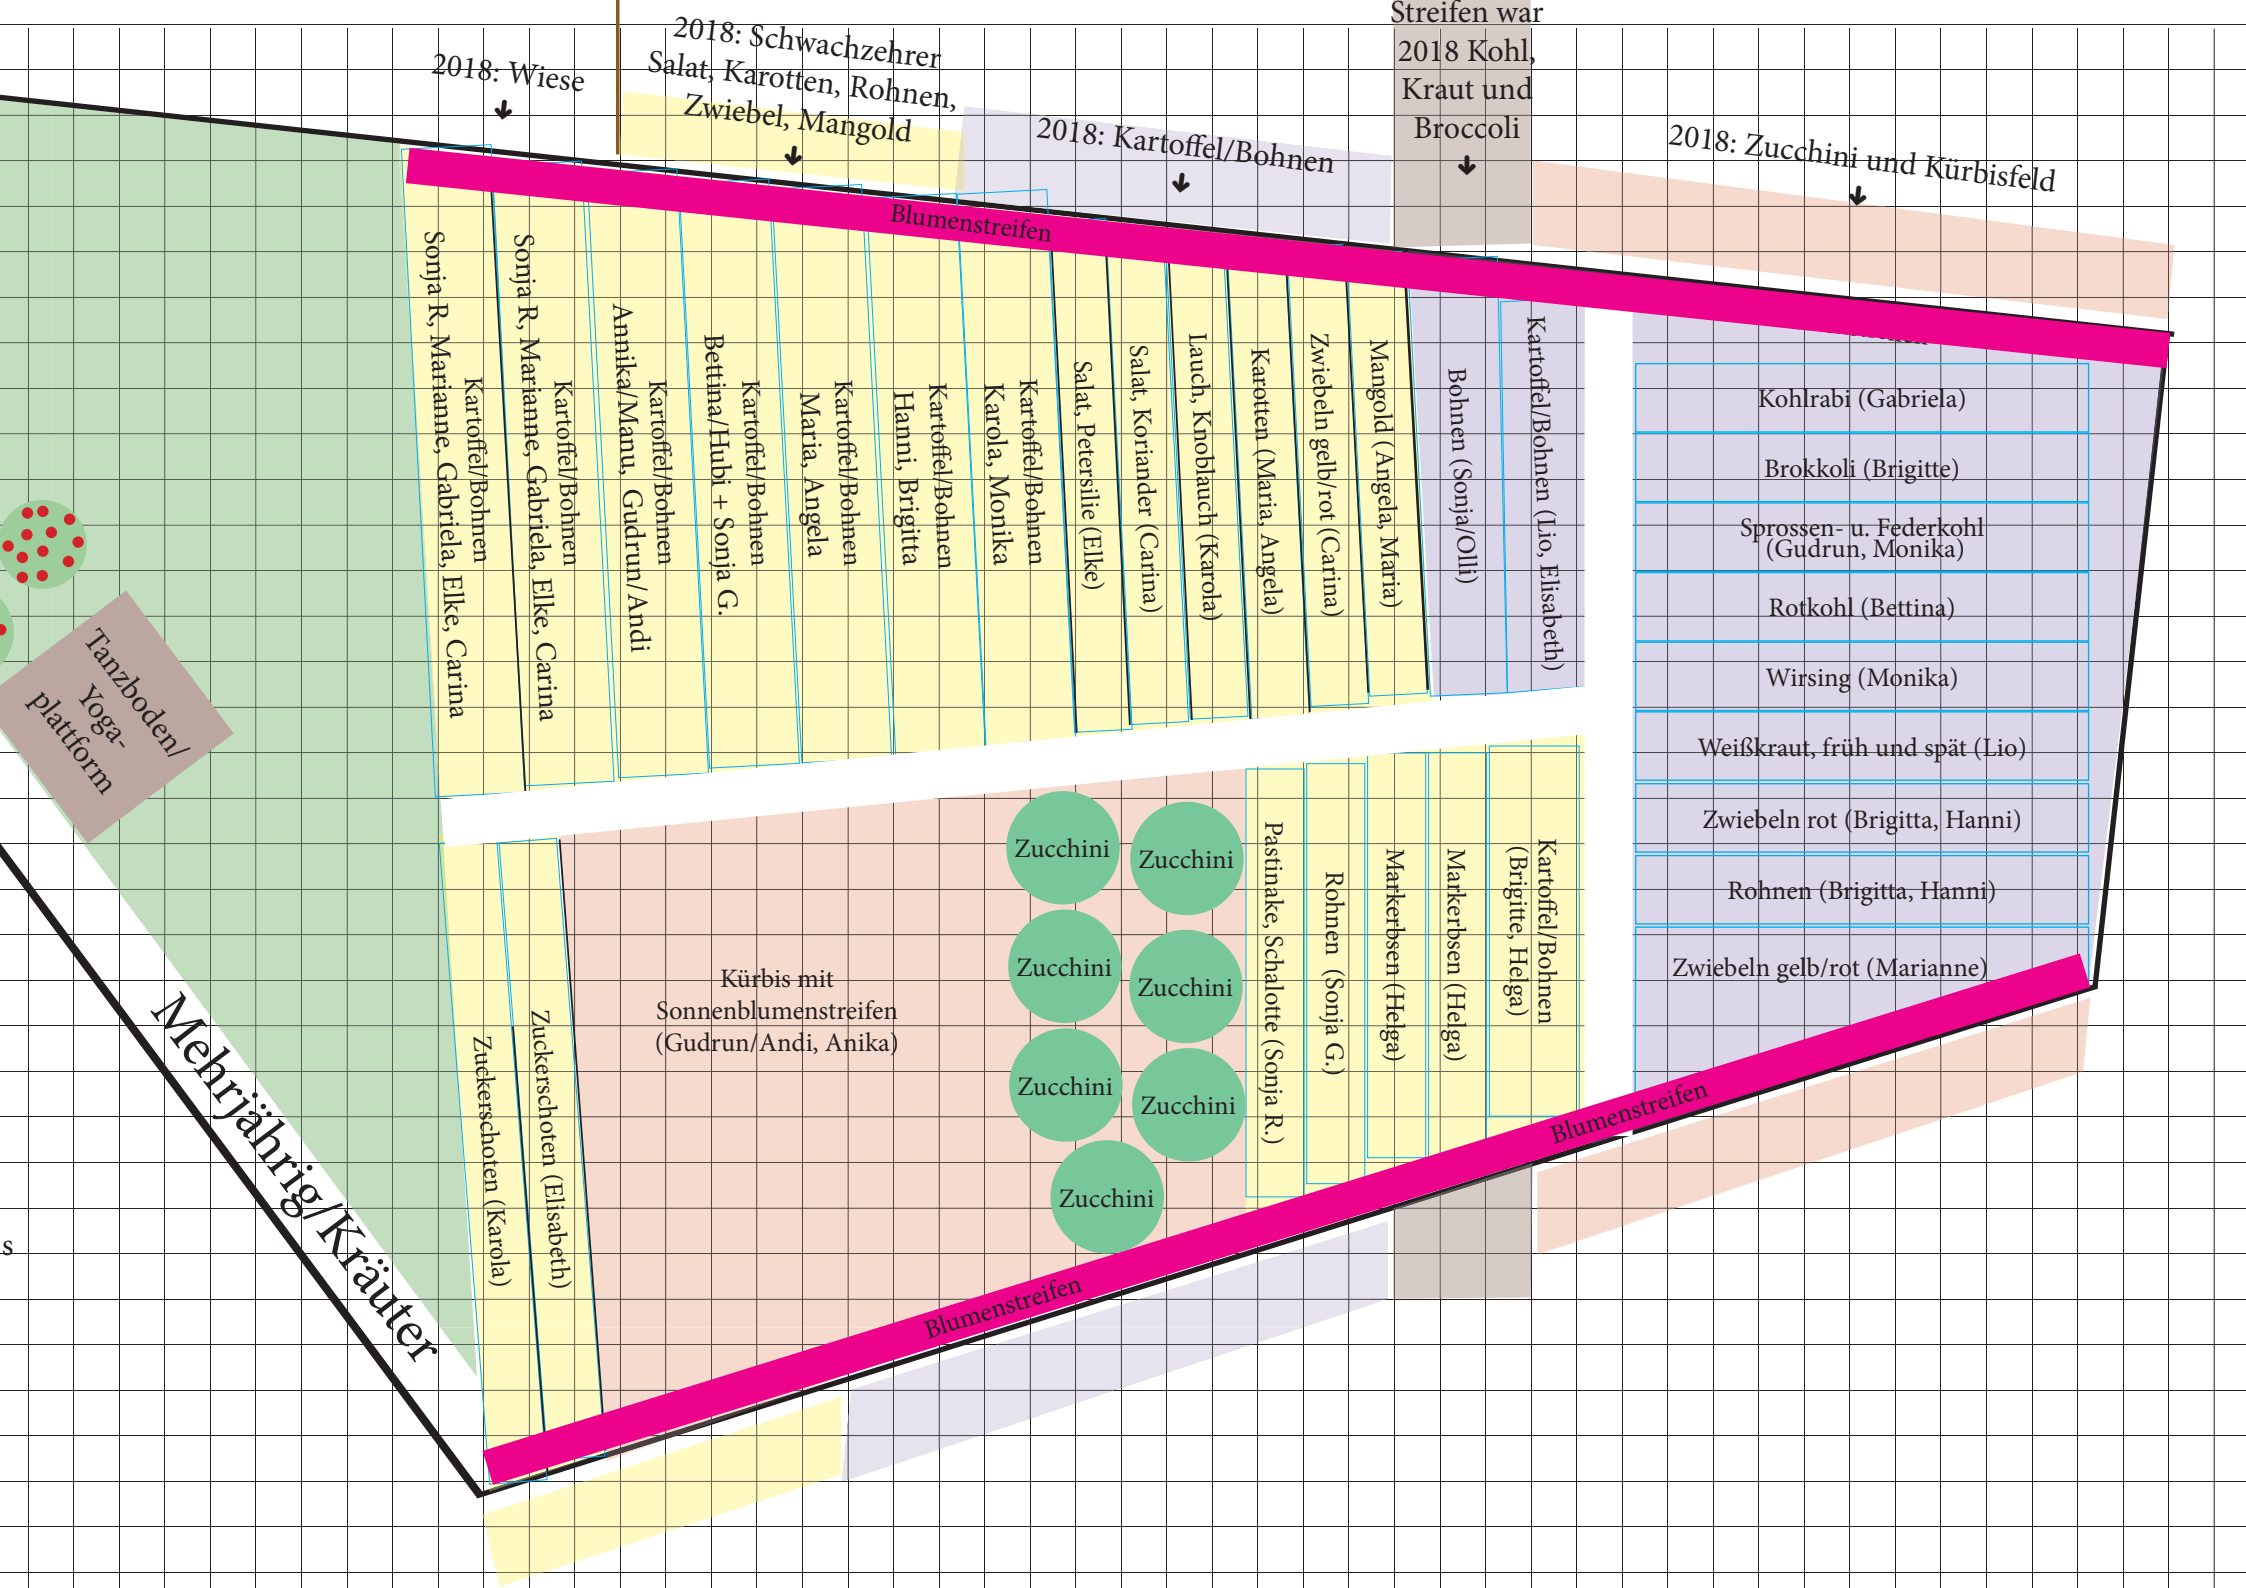 2018: Wiese
2018: Schwachzehrer
Salat, Karotten, Rohnen,
Zwiebel, Mangold
2018: Kartoffel/Bohnen
Streifen war
2018 Kohl,
Kraut und
Broccoli
2018: Zucchini und Kürbisfeld
Blumenstreifen
Kartoffel/Bohnen
Sonja R, Marianne, Gabriela, Elke, Carina
Kartoffel/Bohnen
Sonja R, Marianne, Gabriela, Elke, Carina
Kartoffel/Bohnen
Annika/Manu, Gudrun/Andi
Kartoffel/Bohnen
Bettina/Hubi + Sonja G.
Kartoffel/Bohnen
Maria, Angela
Kartoffel/Bohnen
Hanni, Brigitta
Kartoffel/Bohnen
Karola, Monika
Salat, Petersilie (Elke)
Salat, Koriander (Carina)
Lauch, Knoblauch (Karola)
Karotten (Maria, Angela)
Zwiebeln gelb/rot (Carina)
Mangold (Angela, Maria)
Bohnen (Sonja/Olli)
Kartoffel/Bohnen (Lio, Elisabeth)
Kohlrabi (Gabriela)
Brokkoli (Brigitte)
Sprossen- u. Federkohl
(Gudrun, Monika)
Rotkohl (Bettina)
Wirsing (Monika)
Weißkraut, früh und spät (Lio)
Zwiebeln rot (Brigitta, Hanni)
Rohnen (Brigitta, Hanni)
Zwiebeln gelb/rot (Marianne)
Tanzboden/
Yoga-
plattform
Mehrjährig/Kräuter
s
Zuckerschoten (Karola)
Zuckerschoten (Elisabeth)
Kürbis mit
Sonnenblumenstreifen
(Gudrun/Andi, Anika)
Zucchini
Zucchini
Zucchini
Zucchini
Zucchini
Zucchini
Zucchini
Pastinake, Schalotte (Sonja R.)
Rohnen (Sonja G.)
Markerbsen (Helga)
Markerbsen (Helga)
Kartoffel/Bohnen
(Brigitte, Helga)
Blumenstreifen
Blumenstreifen